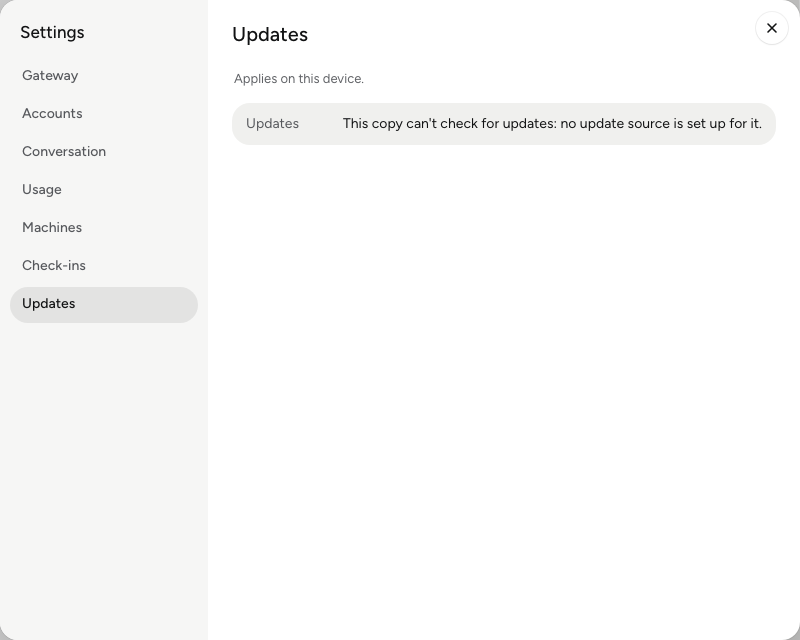 Settings
Gateway
Accounts
Conversation
Usage
Machines
Check-ins
Updates
Updates
Applies on this device.
Updates This copy can't check for updates: no update source is set up for it.